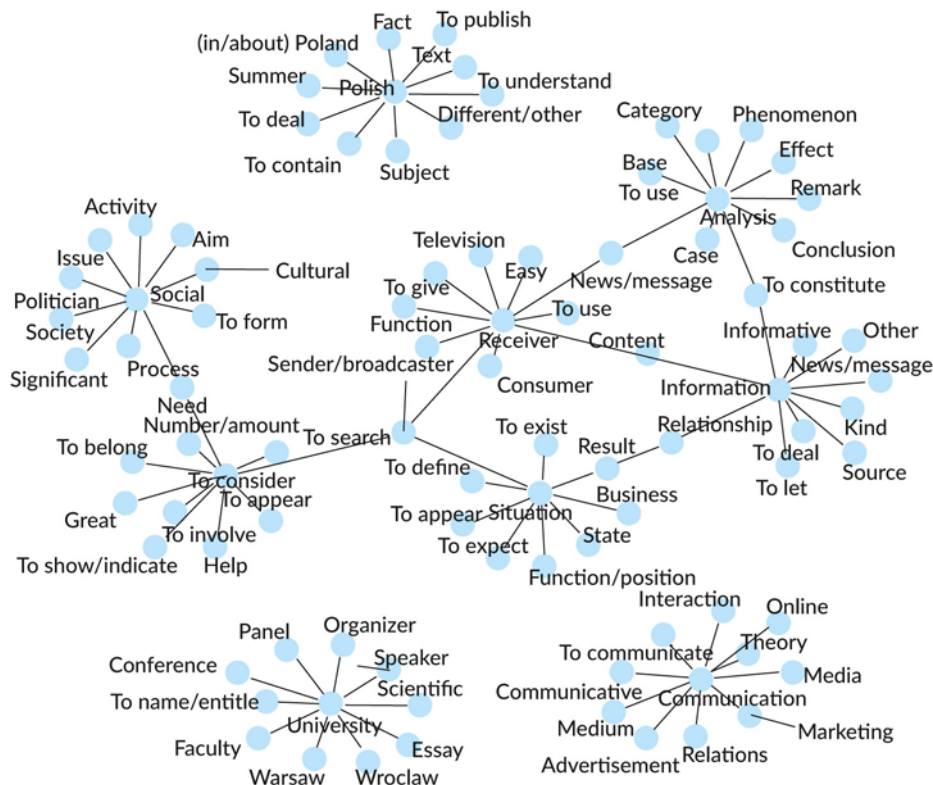 Fact
To publish
(in/about) Poland
Text
Summer
Polish
To understand
To deal
Different/other
To contain
Subject
Category
Phenomenon
Base
Effect
To use
Remark
Analysis
Case
Conclusion
Activity
Aim
Issue
Cultural
Politician
Social
Society
To form
Significant
Process
Television
Easy
News/message
To give
To use
Function
Receiver
Content
Sender/broadcaster
Consumer
To constitute
Informative
Other
News/message
Information
Kind
To deal
Source
To let
Relationship
Need
Number/amount
To belong
To search
To consider
To appear
Great
To involve
To show/indicate
Help
To exist
Result
To define
Business
To appear
Situation
State
To expect
Function/position
Panel
Organizer
Conference
Speaker
To name/entitle
Scientific
University
Faculty
Essay
Warsaw
Wroclaw
Interaction
Online
Theory
To communicate
Media
Communicative
Communication
Medium
Marketing
Advertisement
Relations